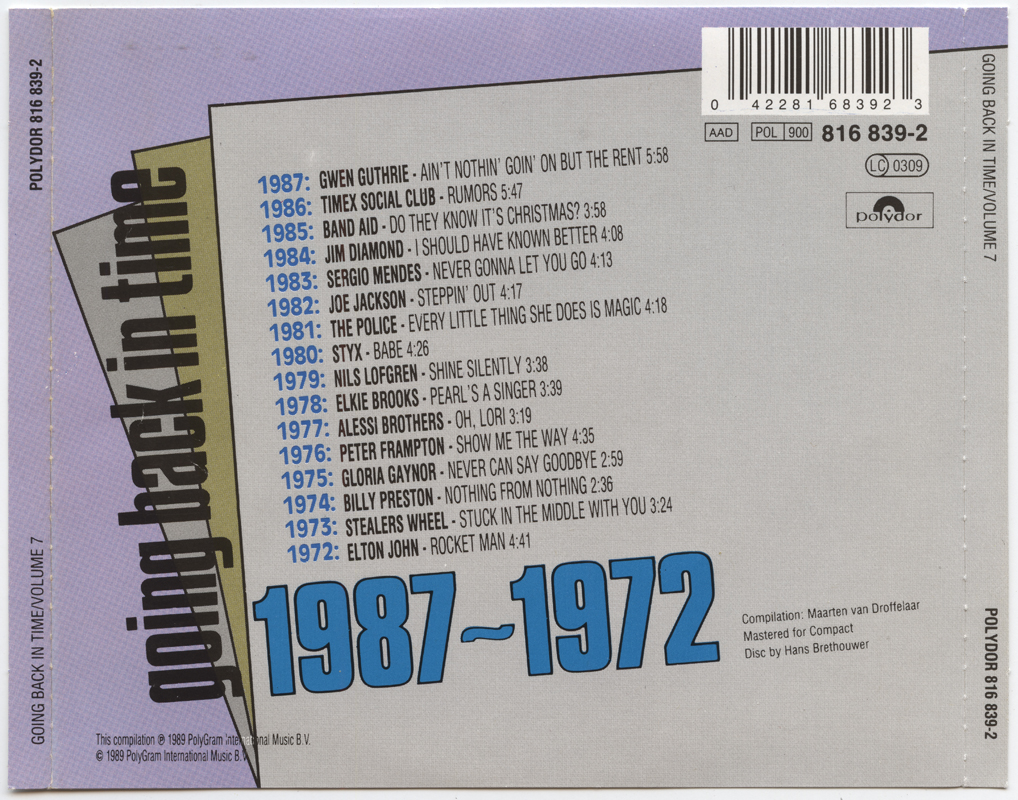 POLYDOR 816 839-2
GOING BACK IN TIME/VOLUME 7
going back in time
0 42281 68392 3
AAD
POL 900
816 839-2
LC 0309
polydor
1987: GWEN GUTHRIE - AIN'T NOTHIN' GOIN' ON BUT THE RENT 5:58
1986: TIMEX SOCIAL CLUB - RUMORS 5:47
1985: BAND AID - DO THEY KNOW IT'S CHRISTMAS? 3:58
1984: JIM DIAMOND - I SHOULD HAVE KNOWN BETTER 4:08
1983: SERGIO MENDES - NEVER GONNA LET YOU GO 4:13
1982: JOE JACKSON - STEPPIN' OUT 4:17
1981: THE POLICE - EVERY LITTLE THING SHE DOES IS MAGIC 4:18
1980: STYX - BABE 4:26
1979: NILS LOFGREN - SHINE SILENTLY 3:38
1978: ELKIE BROOKS - PEARL'S A SINGER 3:39
1977: ALESSI BROTHERS - OH, LORI 3:19
1976: PETER FRAMPTON - SHOW ME THE WAY 4:35
1975: GLORIA GAYNOR - NEVER CAN SAY GOODBYE 2:59
1974: BILLY PRESTON - NOTHING FROM NOTHING 2:36
1973: STEALERS WHEEL - STUCK IN THE MIDDLE WITH YOU 3:24
1972: ELTON JOHN - ROCKET MAN 4:41
1987~1972
Compilation: Maarten van Droffelaar
Mastered for Compact
Disc by Hans Brethouwer
This compilation ℗ 1989 PolyGram International Music B.V.
© 1989 PolyGram International Music B.V.
GOING BACK IN TIME/VOLUME 7
POLYDOR 816 839-2